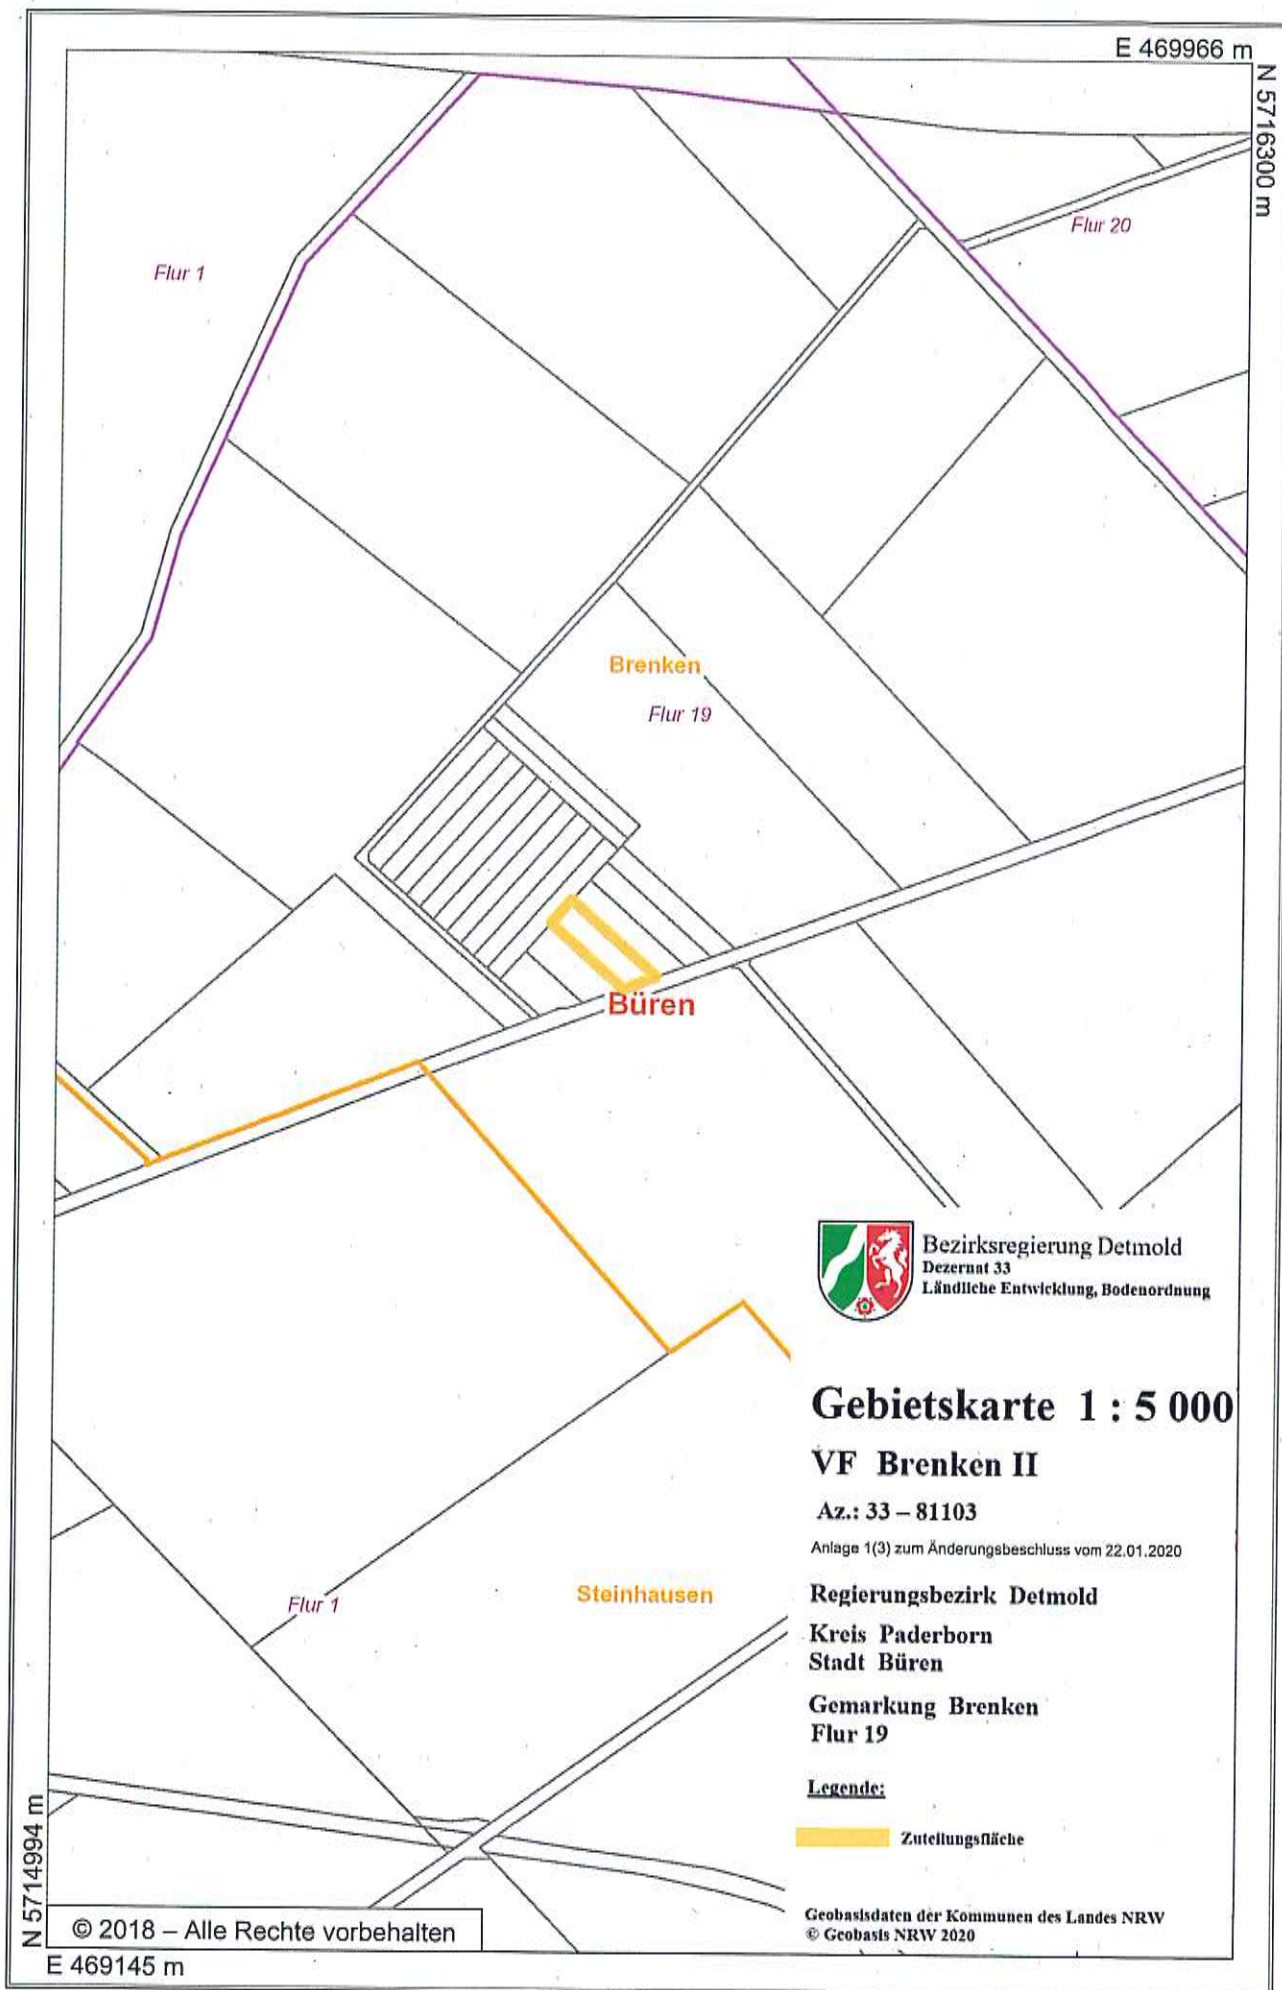 E 469966 m
N 5716300 m
Flur 20
Flur 1
Brenken
Flur 19
Büren
Bezirksregierung Detmold
Dezernat 33
Ländliche Entwicklung, Bodenordnung
Gebietskarte 1 : 5 000
VF Brenken II
Az.: 33 – 81103
Anlage 1(3) zum Änderungsbeschluss vom 22.01.2020
Flur 1
Steinhausen
Regierungsbezirk Detmold
Kreis Paderborn
Stadt Büren
Gemarkung Brenken
Flur 19
Legende:
Zuteilungsfläche
Geobasisdaten der Kommunen des Landes NRW
© Geobasis NRW 2020
N 5714994 m
© 2018 – Alle Rechte vorbehalten
E 469145 m